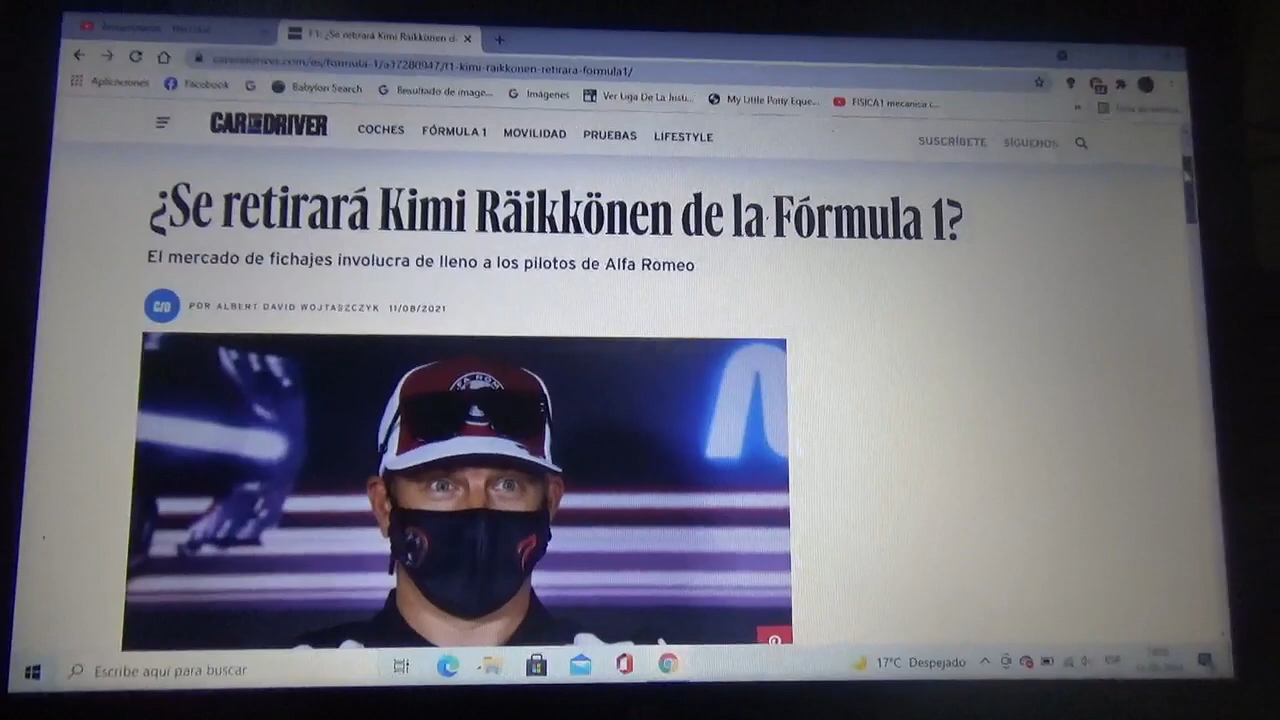 F1: ¿Se retirará Kimi Räikkönen d
/formula-1/a37280947/f1-kimi-raikkonen-retirara-formula1/
Aplicaciones Facebook Babylon Search Resultado de image... Imágenes Ver Liga De La Justi... My Little Pony Eque... FISICA1 mecanica
CAR AND DRIVER COCHES FÓRMULA 1 MOVILIDAD PRUEBAS LIFESTYLE SUSCRÍBETE SÍGUENOS
¿Se retirará Kimi Räikkönen de la Fórmula 1?
El mercado de fichajes involucra de lleno a los pilotos de Alfa Romeo
C/D POR ALBERT DAVID WOJTASZCZYK 11/08/2021
7
Escribe aquí para buscar 17°C Despejado ESP